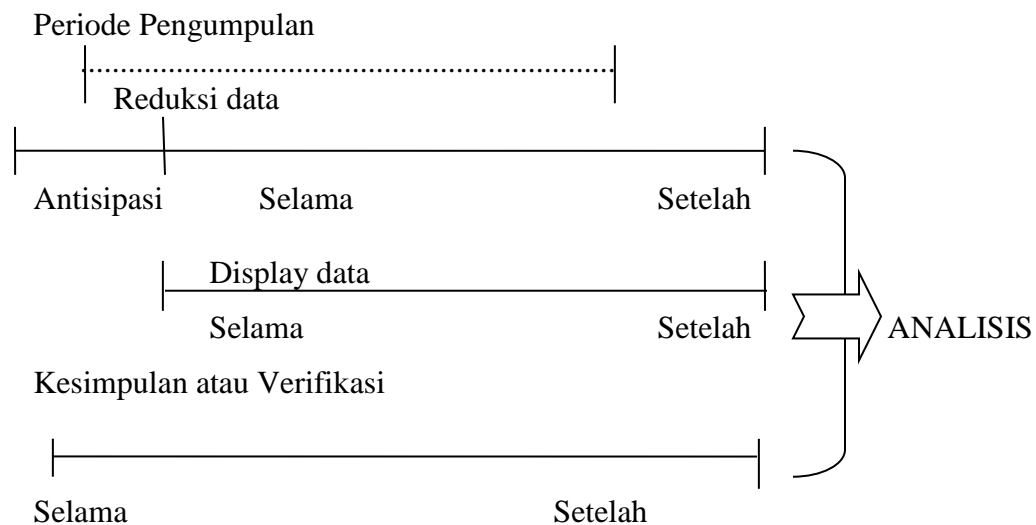 Periode Pengumpulan
Reduksi data
Antisipasi Selama Setelah
Display data
Selama Setelah
ANALISIS
Kesimpulan atau Verifikasi
Selama Setelah